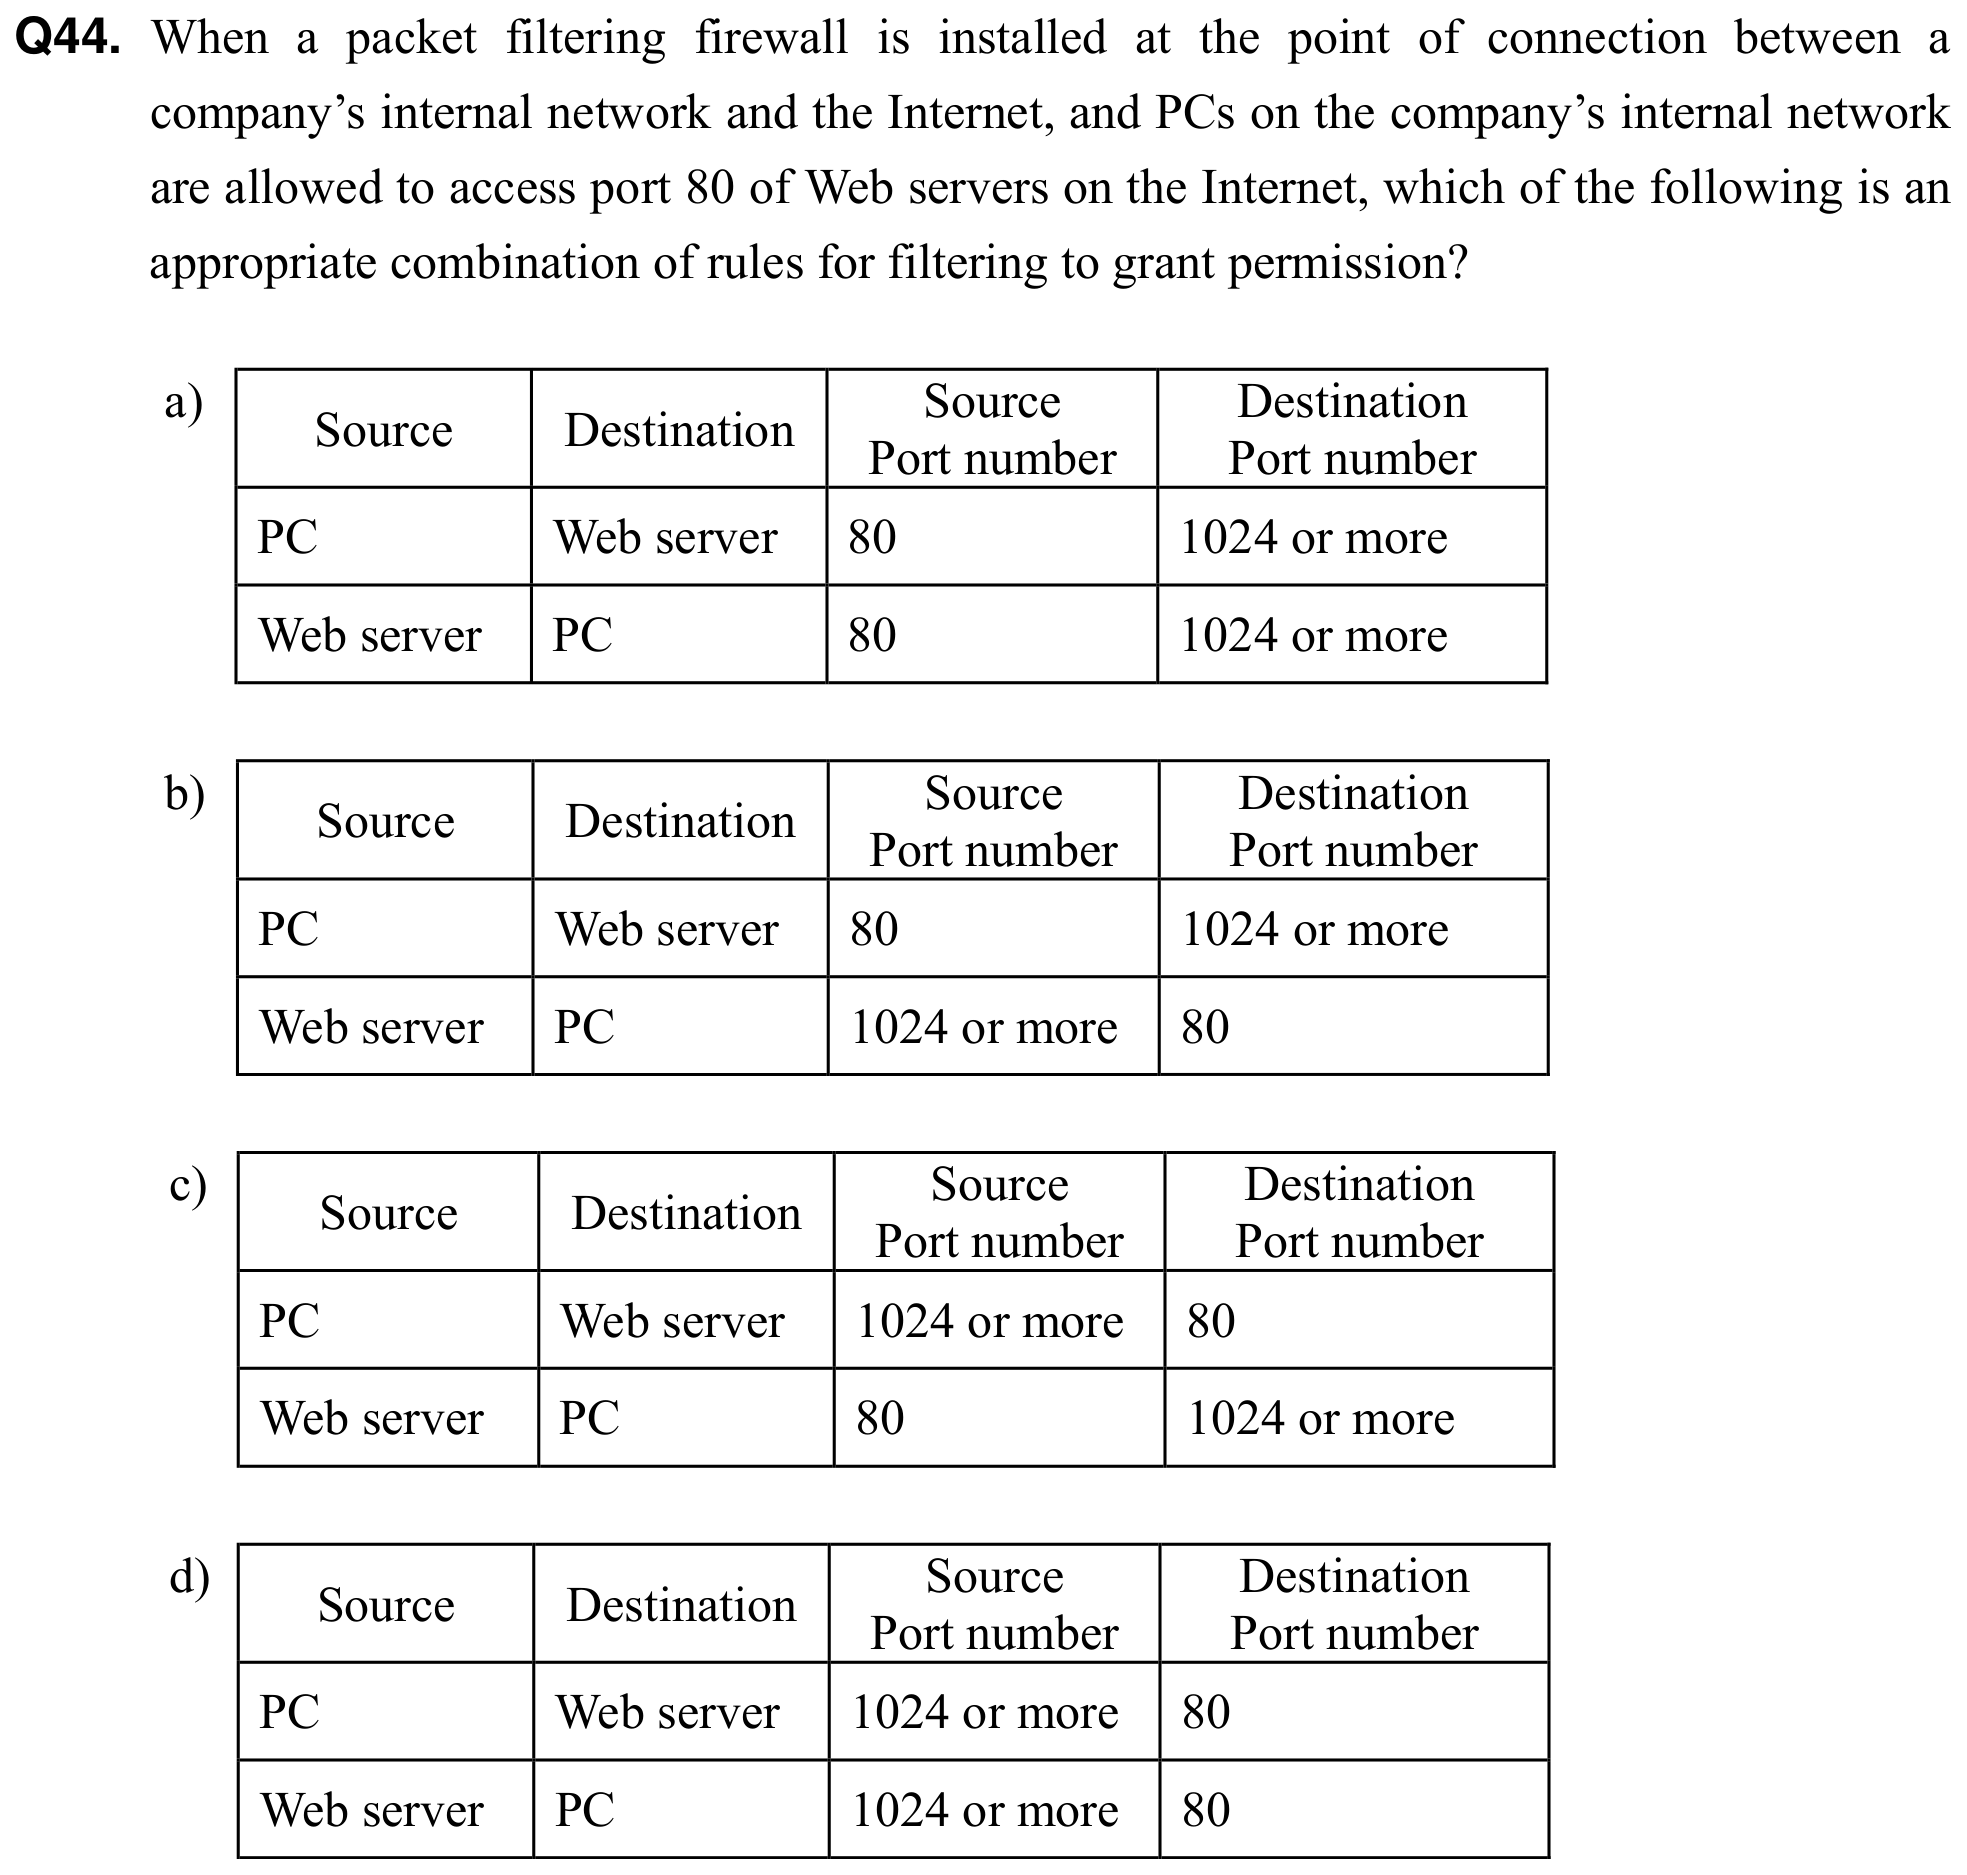 Q44. When a packet filtering firewall is installed at the point of connection between a
company’s internal network and the Internet, and PCs on the company’s internal network
are allowed to access port 80 of Web servers on the Internet, which of the following is an
appropriate combination of rules for filtering to grant permission?
a)
Source Destination Source Port number Destination Port number
PC Web server 80 1024 or more
Web server PC 80 1024 or more
b)
Source Destination Source Port number Destination Port number
PC Web server 80 1024 or more
Web server PC 1024 or more 80
c)
Source Destination Source Port number Destination Port number
PC Web server 1024 or more 80
Web server PC 80 1024 or more
d)
Source Destination Source Port number Destination Port number
PC Web server 1024 or more 80
Web server PC 1024 or more 80